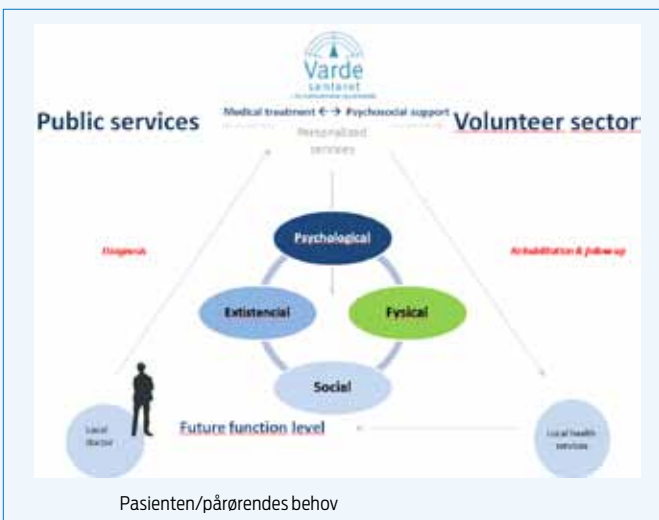 Varde
senteret
Medical treatment ← → Psychosocial support
Public services
Volunteer sector
Personalized
services
Diagnosis
Rehabilitation & follow up
Psychological
Extistencial
Fysical
Social
Local
doctor
Future function level
Local health
services
Pasienten/pårørendes behov